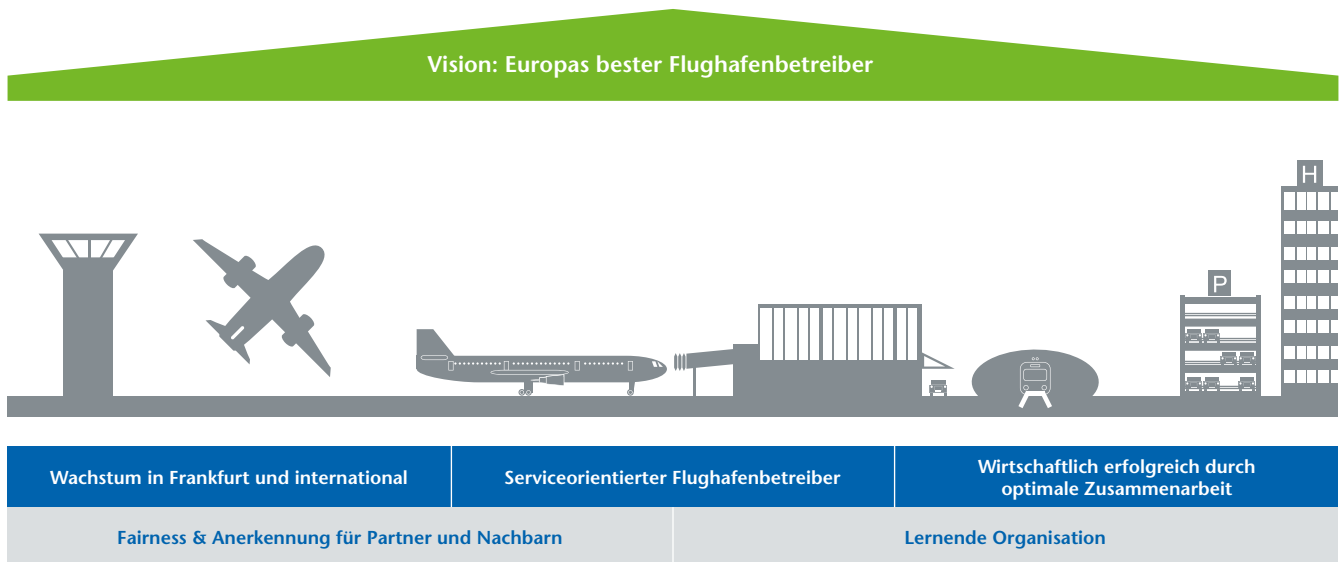 Vision: Europas bester Flughafenbetreiber
H
P
Wachstum in Frankfurt und international
Serviceorientierter Flughafenbetreiber
Wirtschaftlich erfolgreich durch
optimale Zusammenarbeit
Fairness & Anerkennung für Partner und Nachbarn
Lernende Organisation